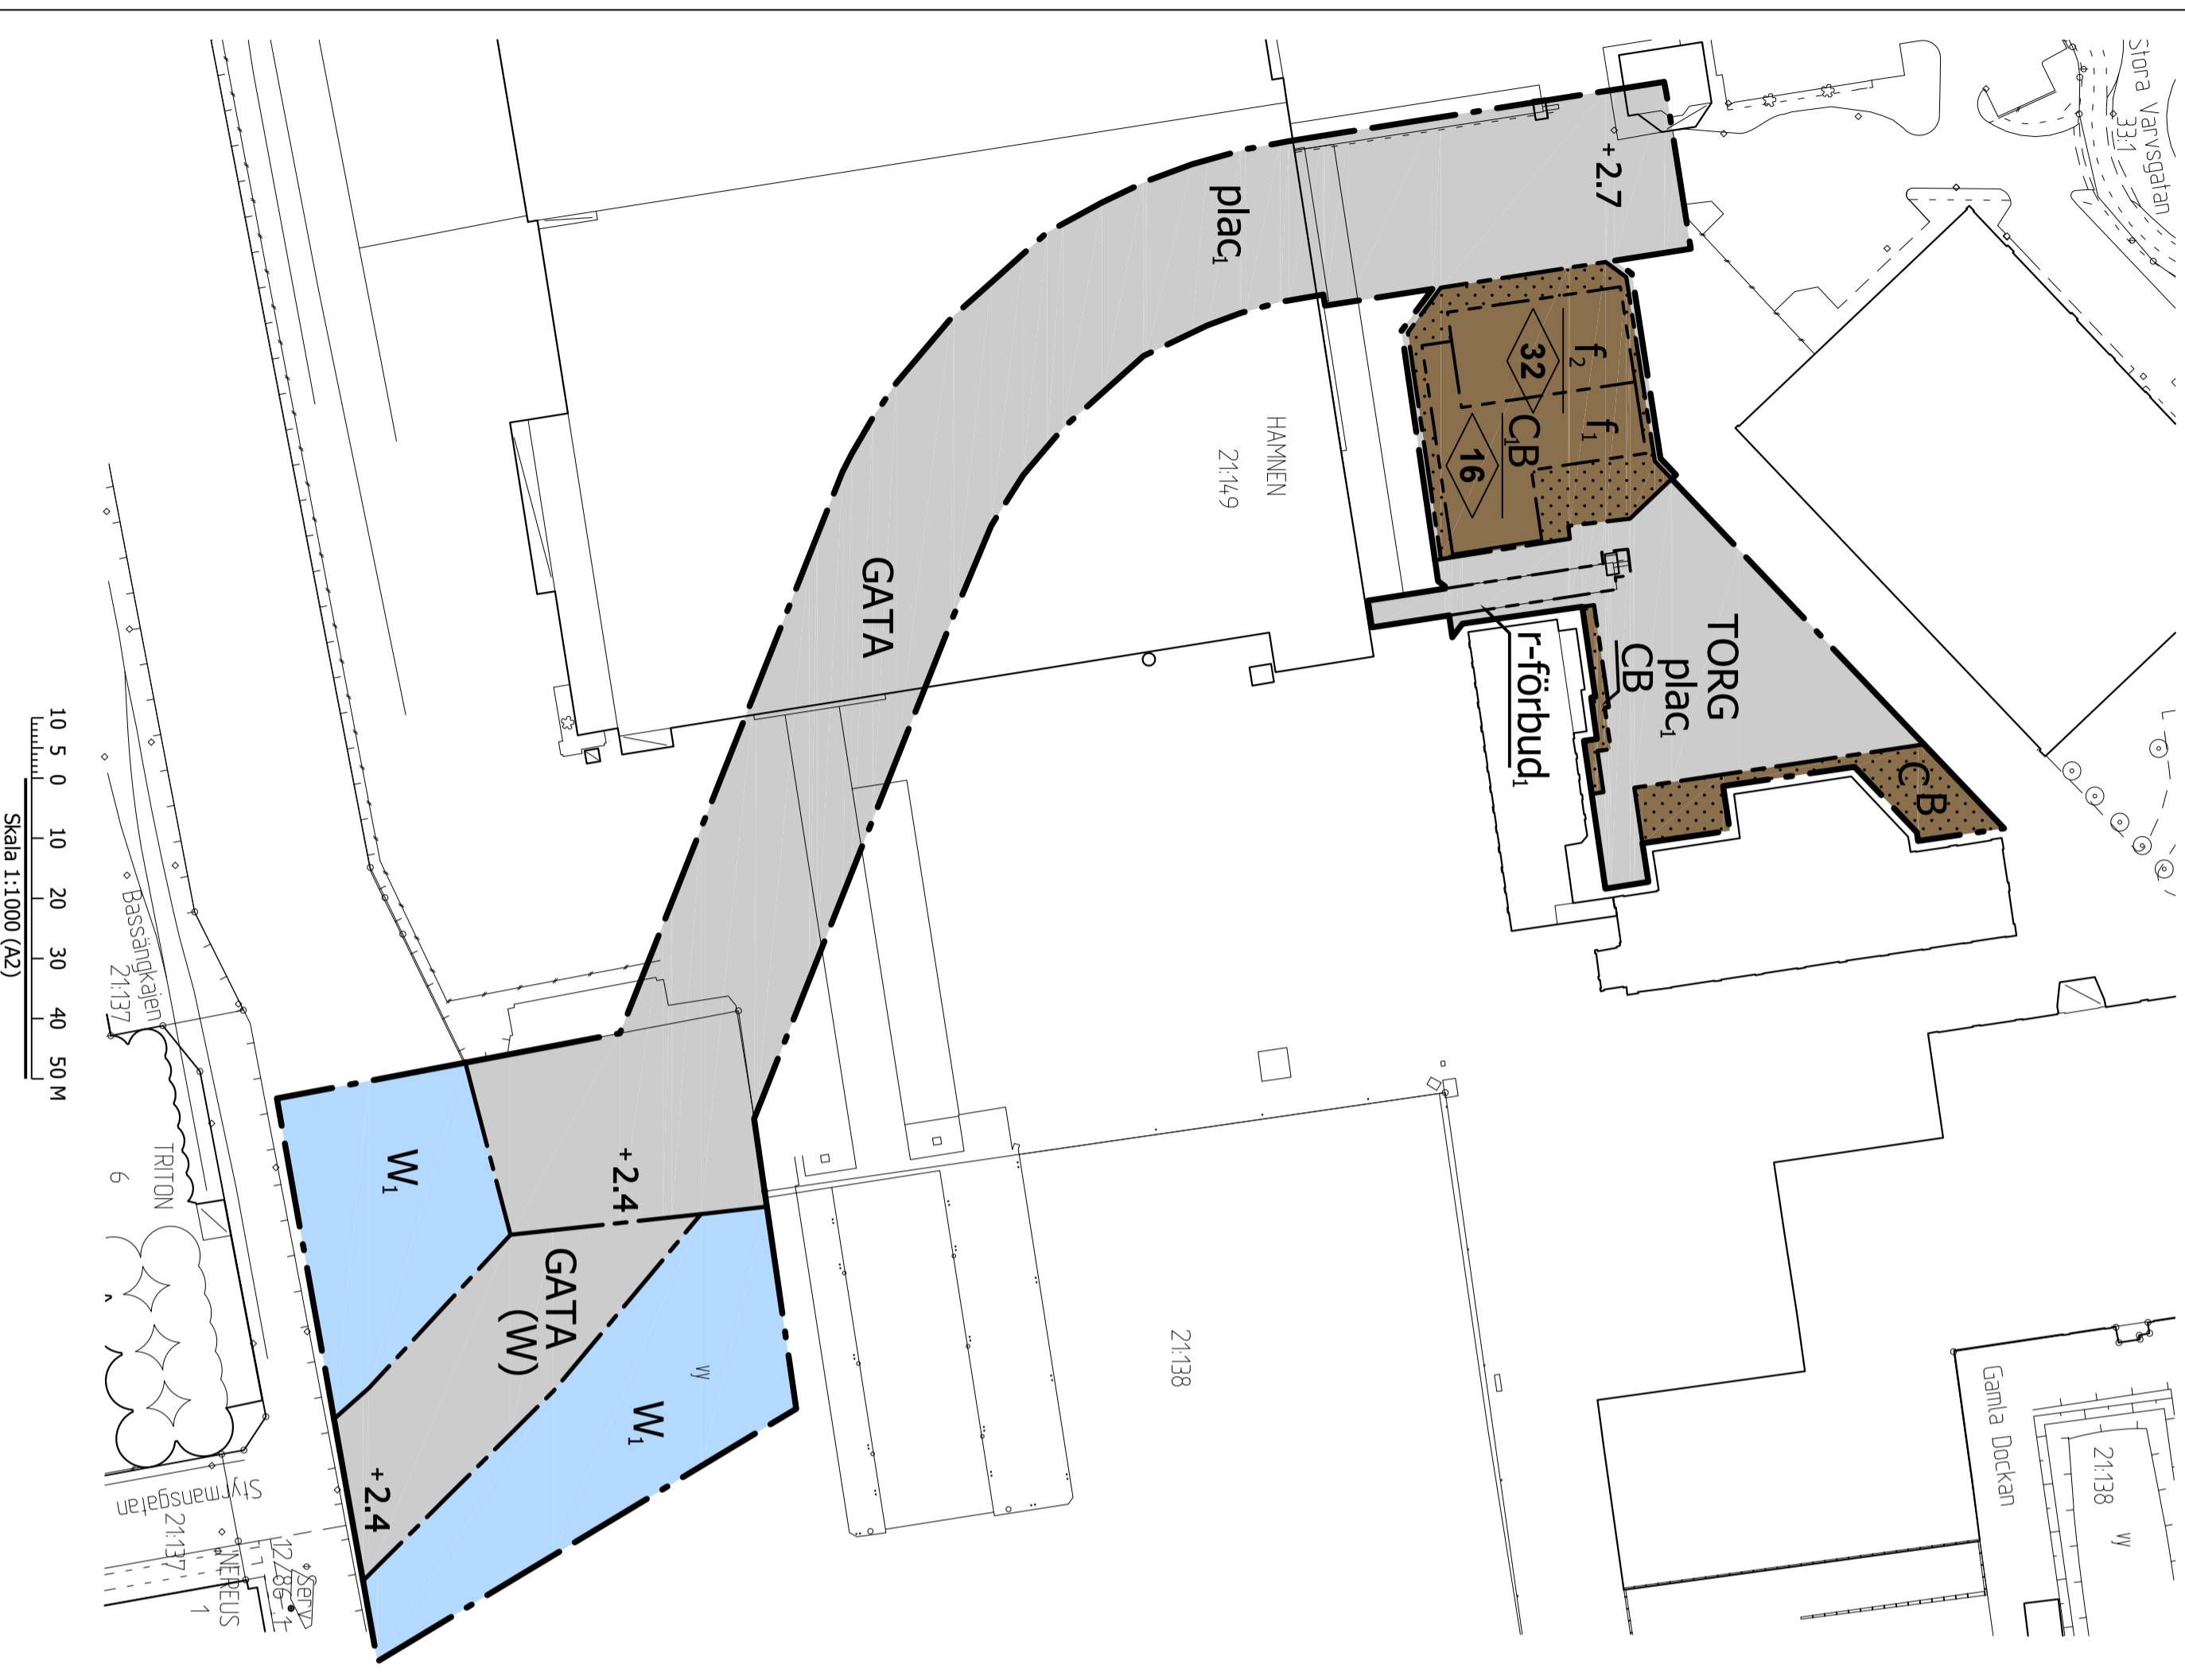 Stora Varvsgatan
33:1
+2.7
plac1
f2
32
f1
C1B
16
HAMNEN
21:149
GATA
TORG
plac1
CB
r-förbud1
C B
10 5 0 10 20 30 40 50 M
Skala 1:1000 (A2)
Bassängkajen
21:137
TRITON
6
W1
+2.4
GATA
(W)
vy
W1
+2.4
21:138
Gamla Dockan
21:138
vy
Styrmansgatan
21:137
NEREUS
1
Serv